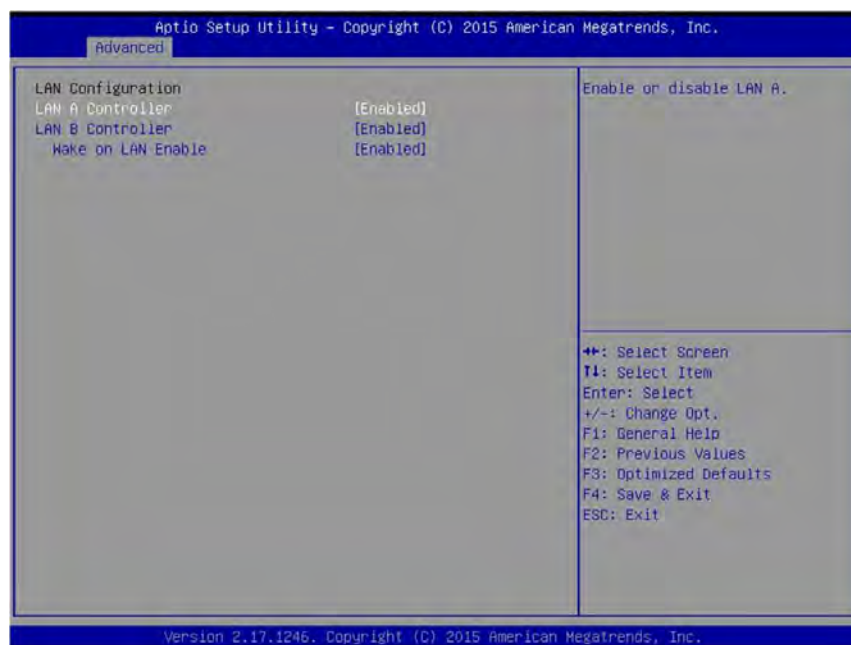 Aptio Setup Utility – Copyright (C) 2015 American Megatrends, Inc.
Advanced
LAN Configuration
LAN A Controller [Enabled]
LAN B Controller [Enabled]
Wake on LAN Enable [Enabled]
Enable or disable LAN A.
→←: Select Screen
↑↓: Select Item
Enter: Select
+/-: Change Opt.
F1: General Help
F2: Previous Values
F3: Optimized Defaults
F4: Save & Exit
ESC: Exit
Version 2.17.1246. Copyright (C) 2015 American Megatrends, Inc.